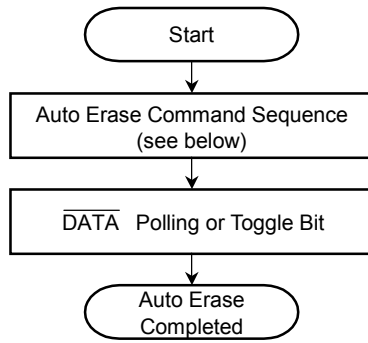 Start
Auto Erase Command Sequence
(see below)
DATA Polling or Toggle Bit
Auto Erase
Completed